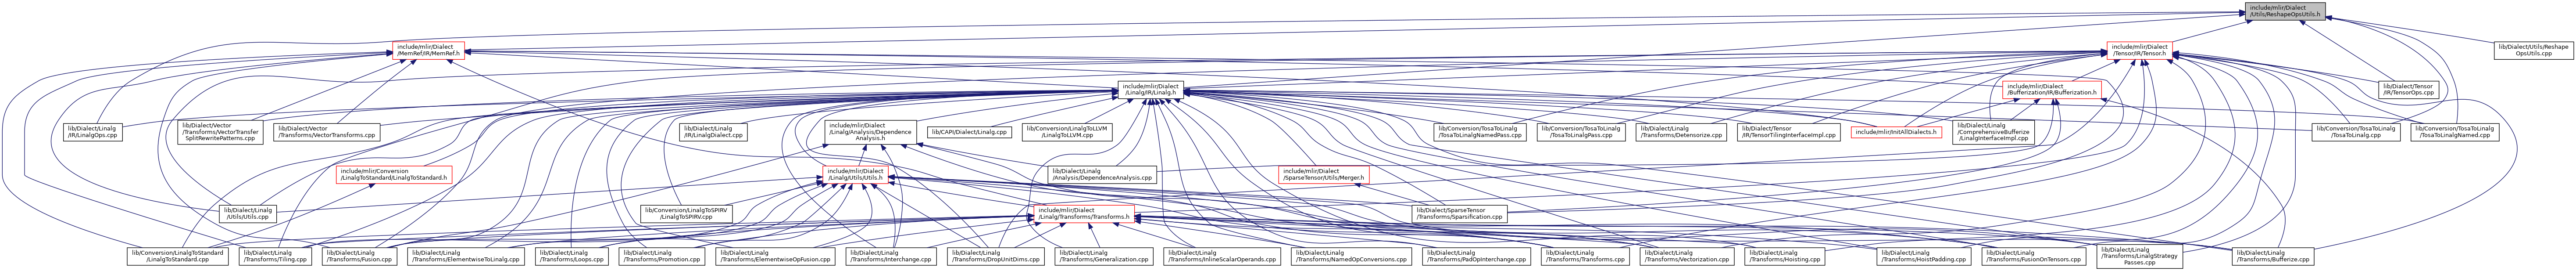 include/mlir/Dialect
/Utils/ReshapeOpsUtils.h
include/mlir/Dialect
/MemRef/IR/MemRef.h
include/mlir/Dialect
/Tensor/IR/Tensor.h
lib/Dialect/Utils/Reshape
OpsUtils.cpp
include/mlir/Dialect
/Linalg/IR/Linalg.h
include/mlir/Dialect
/Bufferization/IR/Bufferization.h
lib/Dialect/Tensor
/IR/TensorOps.cpp
lib/Dialect/Linalg
/IR/LinalgOps.cpp
lib/Dialect/Vector
/Transforms/VectorTransfer
SplitRewritePatterns.cpp
lib/Dialect/Vector
/Transforms/VectorTransforms.cpp
lib/Dialect/Linalg
/IR/LinalgDialect.cpp
include/mlir/Dialect
/Linalg/Analysis/Dependence
Analysis.h
lib/CAPI/Dialect/Linalg.cpp
lib/Conversion/LinalgToLLVM
/LinalgToLLVM.cpp
lib/Conversion/TosaToLinalg
/TosaToLinalgNamedPass.cpp
lib/Conversion/TosaToLinalg
/TosaToLinalgPass.cpp
lib/Dialect/Linalg
/Transforms/Detensorize.cpp
lib/Dialect/Tensor
/IR/TensorTilingInterfaceImpl.cpp
include/mlir/InitAllDialects.h
lib/Dialect/Linalg
/ComprehensiveBufferize
/LinalgInterfaceImpl.cpp
lib/Conversion/TosaToLinalg
/TosaToLinalg.cpp
lib/Conversion/TosaToLinalg
/TosaToLinalgNamed.cpp
include/mlir/Conversion
/LinalgToStandard/LinalgToStandard.h
include/mlir/Dialect
/Linalg/Utils/Utils.h
lib/Dialect/Linalg
/Analysis/DependenceAnalysis.cpp
include/mlir/Dialect
/SparseTensor/Utils/Merger.h
lib/Dialect/Linalg
/Utils/Utils.cpp
lib/Conversion/LinalgToSPIRV
/LinalgToSPIRV.cpp
include/mlir/Dialect
/Linalg/Transforms/Transforms.h
lib/Dialect/SparseTensor
/Transforms/Sparsification.cpp
lib/Conversion/LinalgToStandard
/LinalgToStandard.cpp
lib/Dialect/Linalg
/Transforms/Tiling.cpp
lib/Dialect/Linalg
/Transforms/Fusion.cpp
lib/Dialect/Linalg
/Transforms/ElementwiseToLinalg.cpp
lib/Dialect/Linalg
/Transforms/Loops.cpp
lib/Dialect/Linalg
/Transforms/Promotion.cpp
lib/Dialect/Linalg
/Transforms/ElementwiseOpFusion.cpp
lib/Dialect/Linalg
/Transforms/Interchange.cpp
lib/Dialect/Linalg
/Transforms/DropUnitDims.cpp
lib/Dialect/Linalg
/Transforms/Generalization.cpp
lib/Dialect/Linalg
/Transforms/InlineScalarOperands.cpp
lib/Dialect/Linalg
/Transforms/NamedOpConversions.cpp
lib/Dialect/Linalg
/Transforms/PadOpInterchange.cpp
lib/Dialect/Linalg
/Transforms/Transforms.cpp
lib/Dialect/Linalg
/Transforms/Vectorization.cpp
lib/Dialect/Linalg
/Transforms/Hoisting.cpp
lib/Dialect/Linalg
/Transforms/HoistPadding.cpp
lib/Dialect/Linalg
/Transforms/FusionOnTensors.cpp
lib/Dialect/Linalg
/Transforms/LinalgStrategy
Passes.cpp
lib/Dialect/Linalg
/Transforms/Bufferize.cpp